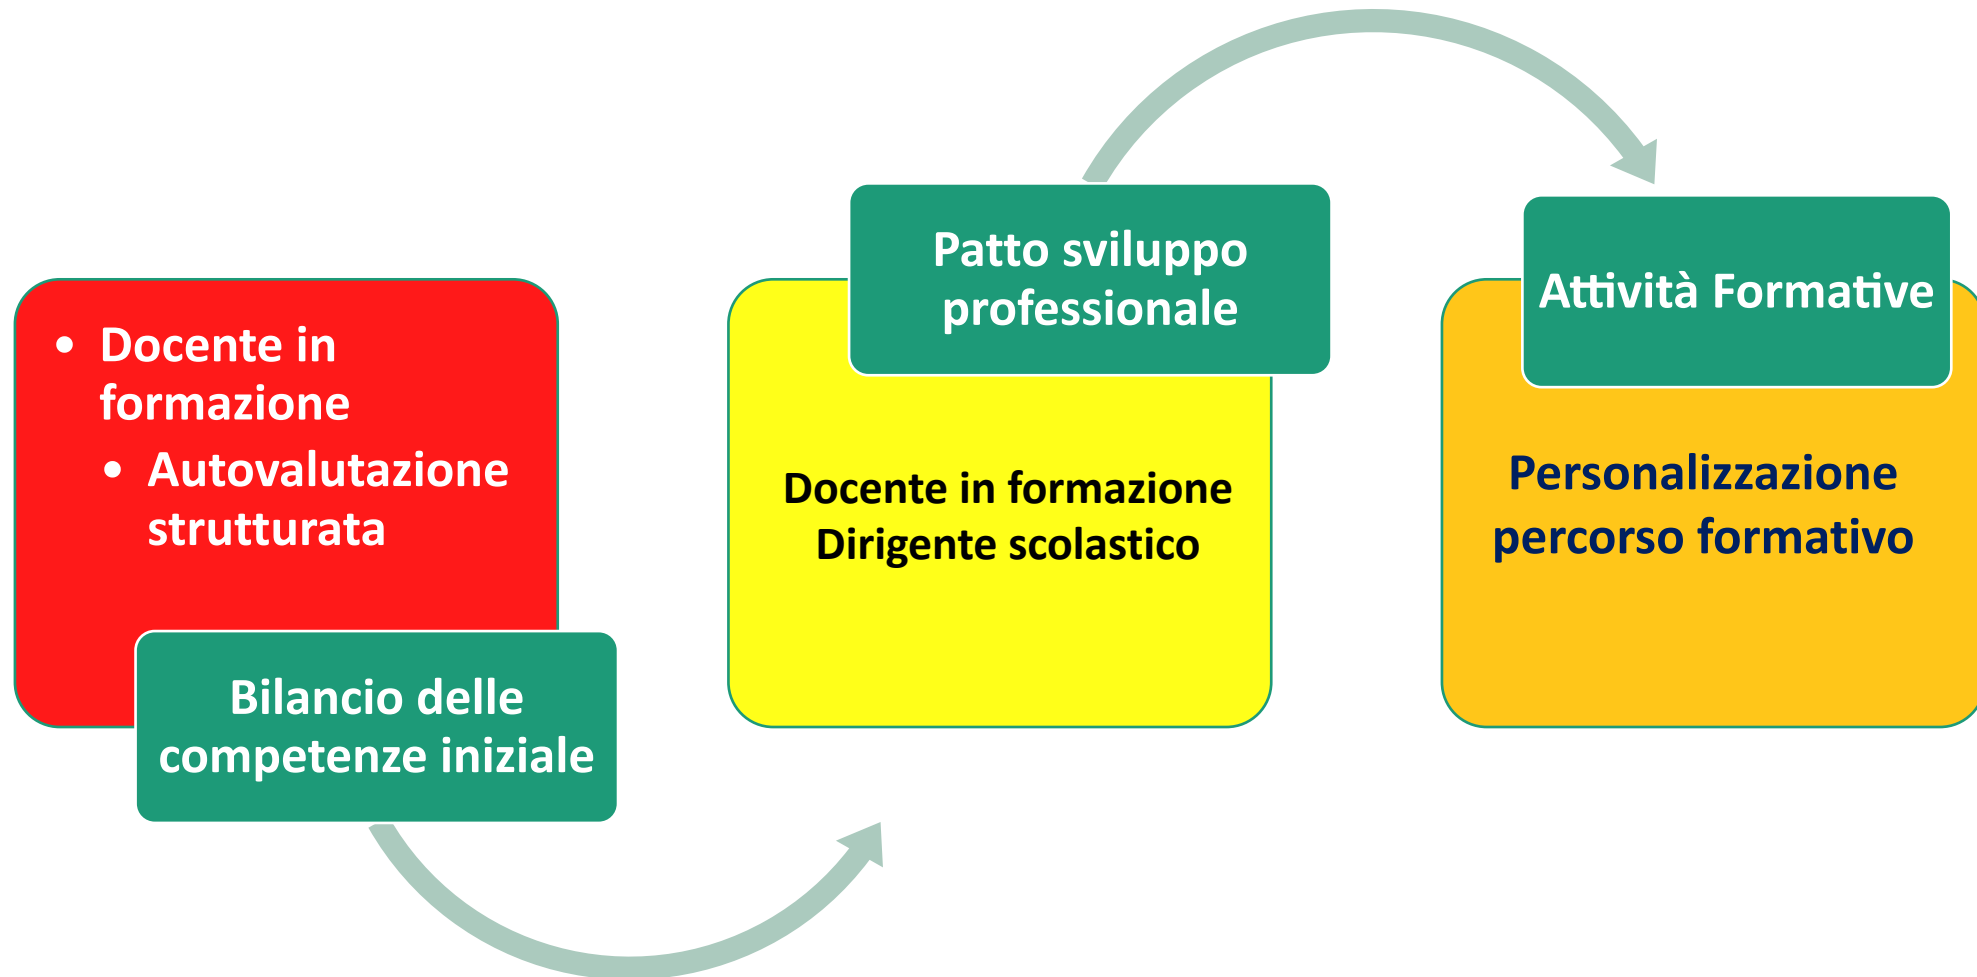 • Docente in
formazione
• Autovalutazione
strutturata
Bilancio delle
competenze iniziale
Patto sviluppo
professionale
Docente in formazione
Dirigente scolastico
Attività Formative
Personalizzazione
percorso formativo